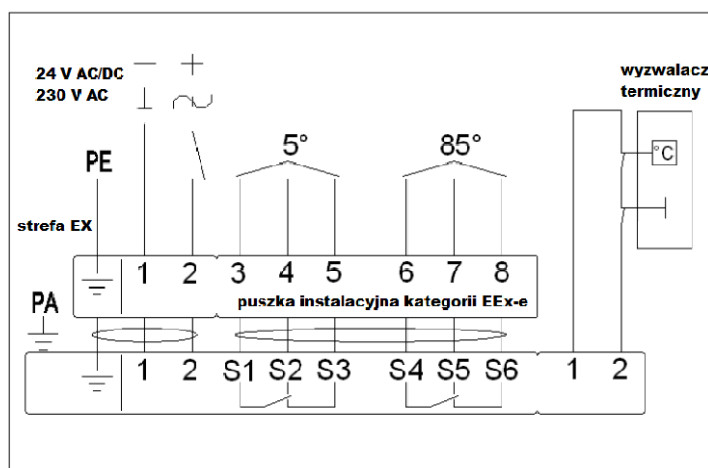 24 V AC/DC
230 V AC
wyzwalacz
termiczny
°C
5°
85°
PE
strefa EX
1 2 3 4 5 6 7 8
puszka instalacyjna kategorii EEx-e
PA
1 2 S1 S2 S3 S4 S5 S6 1 2